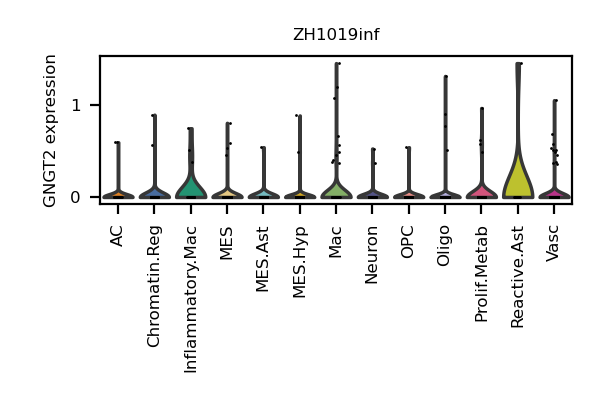 ZH1019inf
GNGT2 expression
1
0
AC
Chromatin.Reg
Inflammatory.Mac
MES
MES.Ast
MES.Hyp
Mac
Neuron
OPC
Oligo
Prolif.Metab
Reactive.Ast
Vasc